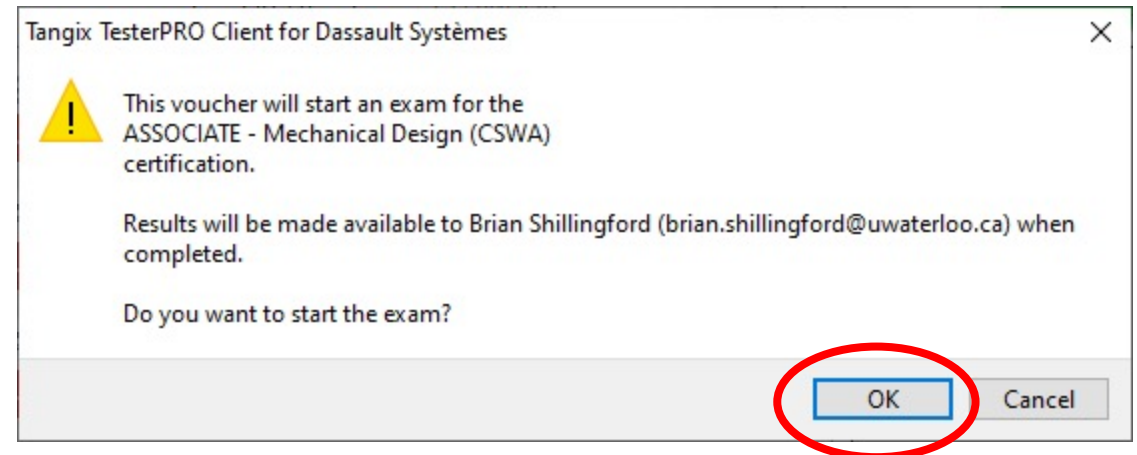 Tangix TesterPRO Client for Dassault Systèmes
This voucher will start an exam for the
ASSOCIATE - Mechanical Design (CSWA)
certification.
Results will be made available to Brian Shillingford (brian.shillingford@uwaterloo.ca) when
completed.
Do you want to start the exam?
OK Cancel